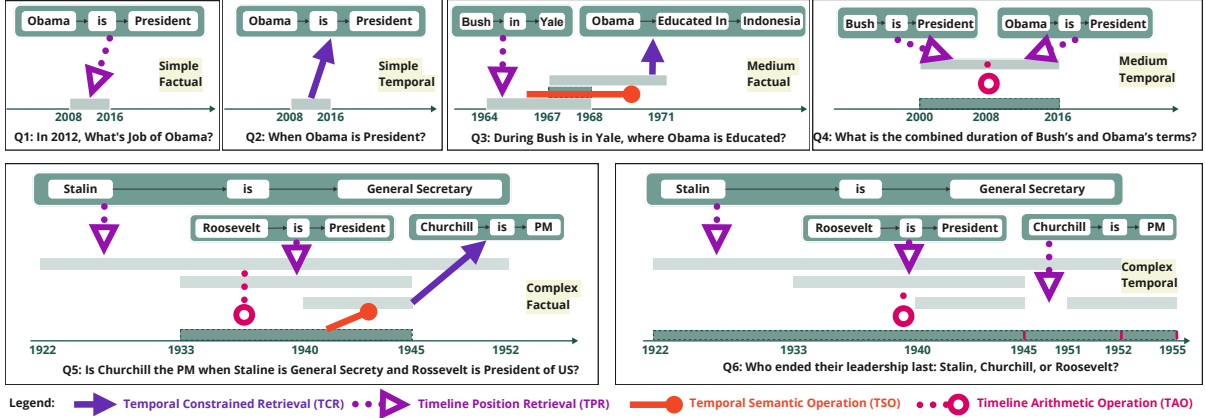 Obama is President
Simple
Factual
2008 2016
Q1: In 2012, What's Job of Obama?
Obama is President
Simple
Temporal
2008 2016
Q2: When Obama is President?
Bush in Yale
Obama Educated In Indonesia
Medium
Factual
1964 1967 1968 1971
Q3: During Bush is in Yale, where Obama is Educated?
Bush is President
Obama is President
Medium
Temporal
2000 2008 2016
Q4: What is the combined duration of Bush's and Obama's terms?
Stalin is General Secretary
Roosevelt is President
Churchill is PM
Complex
Factual
1922 1933 1940 1945 1952
Q5: Is Churchill the PM when Staline is General Secrety and Rossevelt is President of US?
Stalin is General Secretary
Roosevelt is President
Churchill is PM
Complex
Temporal
1922 1933 1940 1945 1951 1952 1955
Q6: Who ended their leadership last: Stalin, Churchill, or Roosevelt?
Legend: Temporal Constrained Retrieval (TCR) Timeline Position Retrieval (TPR) Temporal Semantic Operation (TSO) Timeline Arithmetic Operation (TAO)